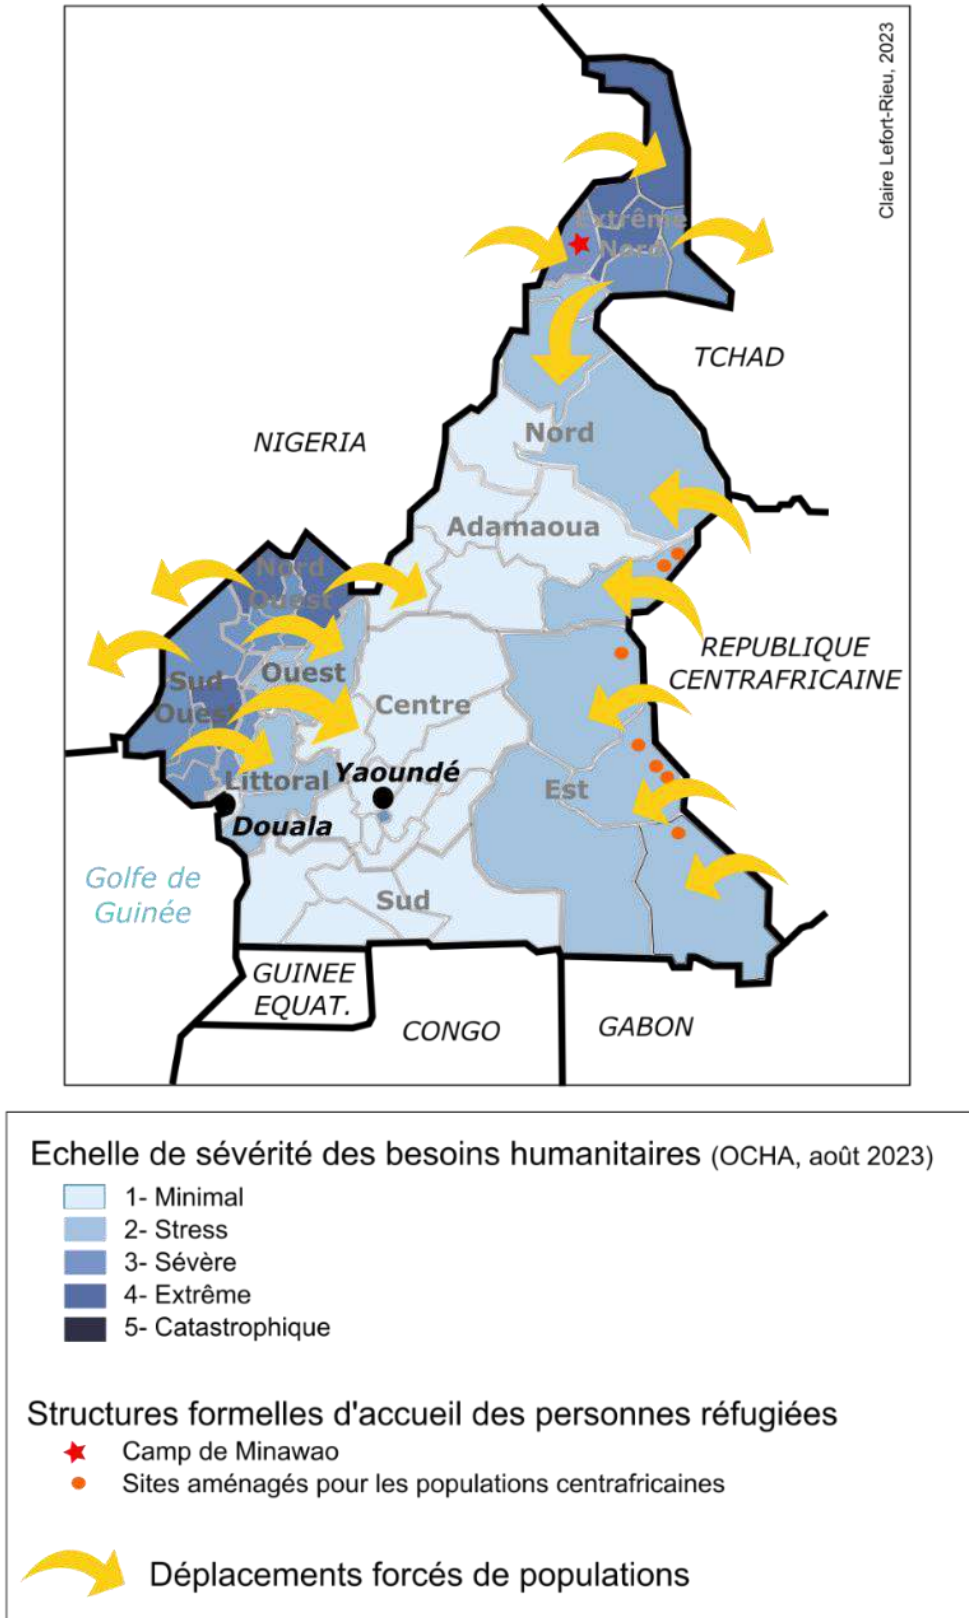 Claire Lefort-Rieu, 2023
Extrême
Nord
TCHAD
NIGERIA
Nord
Adamaoua
Nord
Ouest
REPUBLIQUE
CENTRAFRICAINE
Ouest
Sud
Ouest
Centre
Yaoundé
Littoral
Est
Douala
Golfe de
Guinée
Sud
GUINEE
EQUAT.
CONGO
GABON
Echelle de sévérité des besoins humanitaires (OCHA, août 2023)
1- Minimal
2- Stress
3- Sévère
4- Extrême
5- Catastrophique
Structures formelles d'accueil des personnes réfugiées
Camp de Minawao
Sites aménagés pour les populations centrafricaines
Déplacements forcés de populations